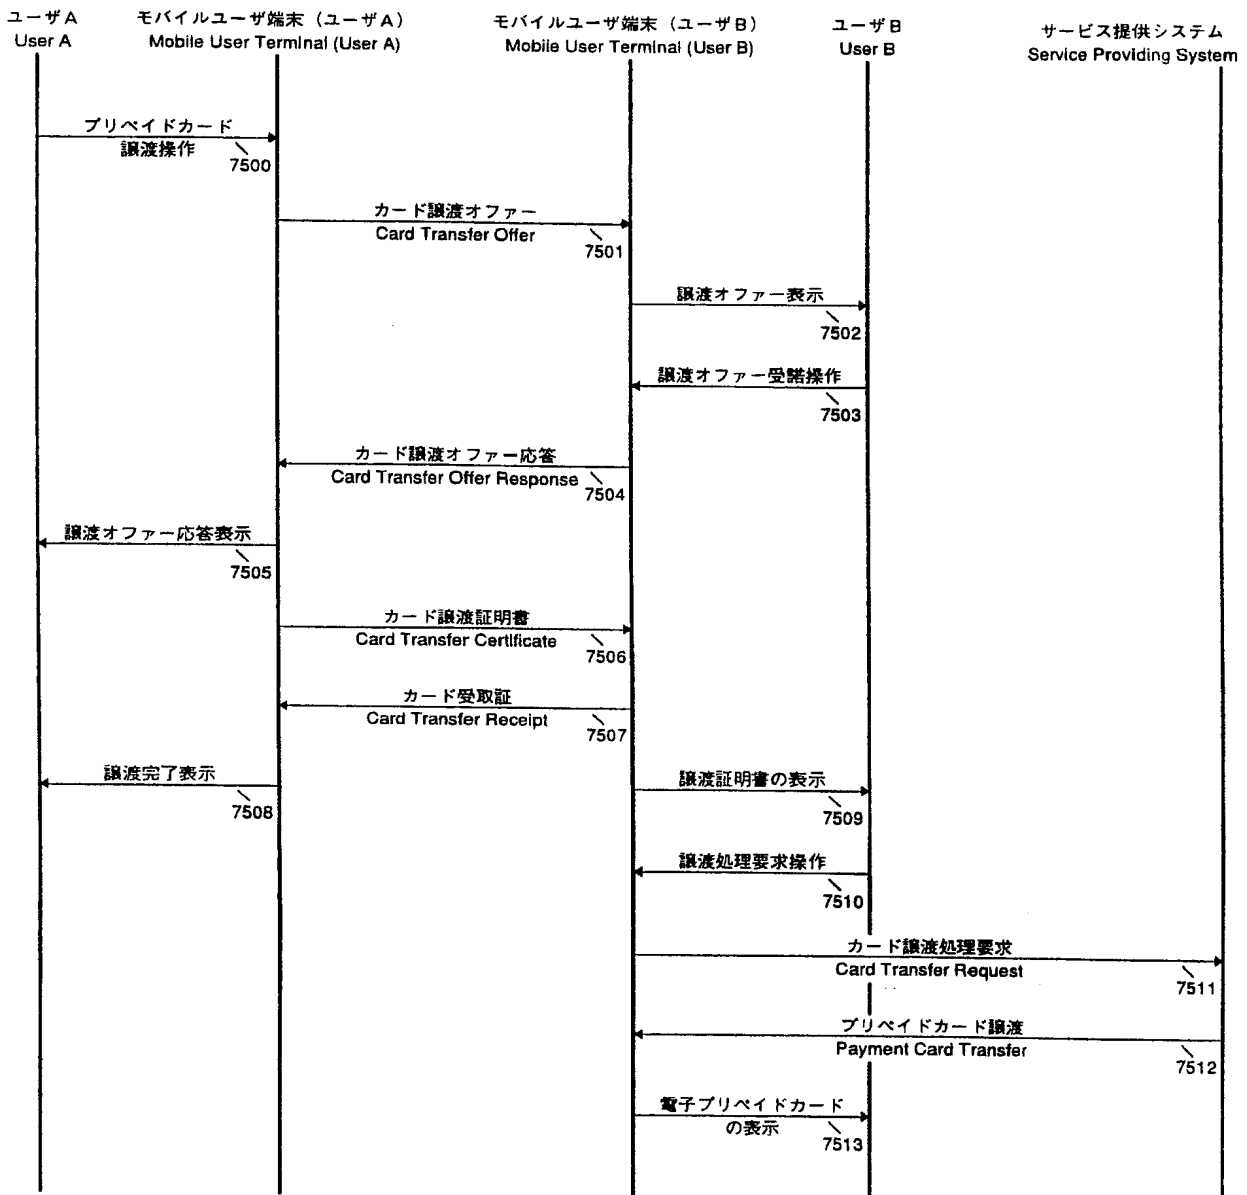 ユーザA
User A
モバイルユーザ端末（ユーザA）
Mobile User Terminal (User A)
モバイルユーザ端末（ユーザB）
Mobile User Terminal (User B)
ユーザB
User B
サービス提供システム
Service Providing System
プリペイドカード
譲渡操作
7500
カード譲渡オファー
Card Transfer Offer
7501
譲渡オファー表示
7502
譲渡オファー受諾操作
7503
カード譲渡オファー応答
Card Transfer Offer Response
7504
譲渡オファー応答表示
7505
カード譲渡証明書
Card Transfer Certificate
7506
カード受取証
Card Transfer Receipt
7507
譲渡完了表示
7508
譲渡証明書の表示
7509
譲渡処理要求操作
7510
カード譲渡処理要求
Card Transfer Request
7511
プリペイドカード譲渡
Payment Card Transfer
7512
電子プリペイドカード
の表示
7513